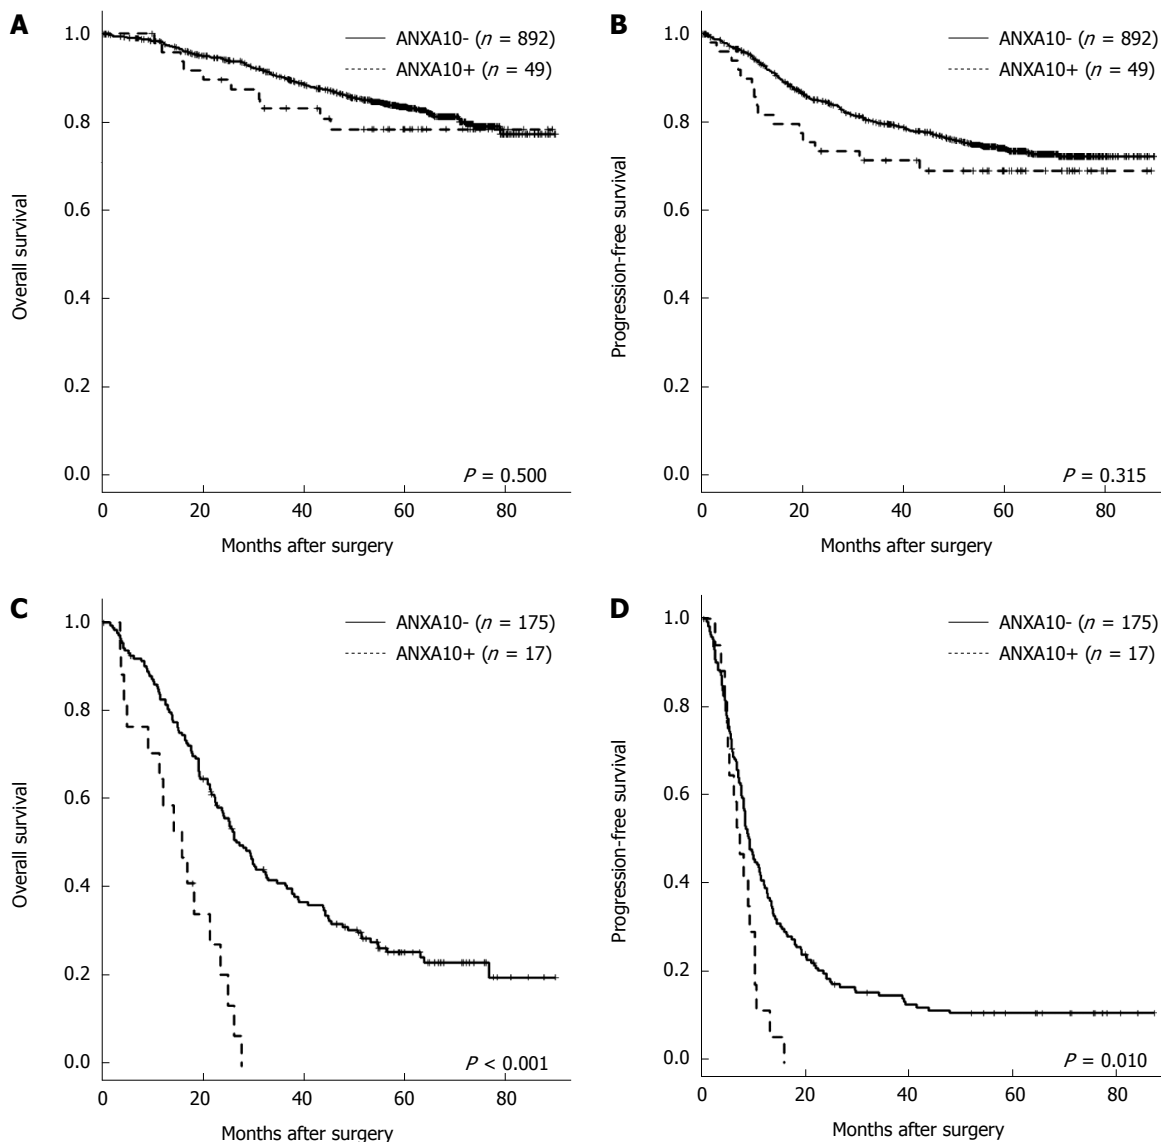 A
1.0
0.8
0.6
0.4
0.2
0.0
Overall survival
ANXA10- (n = 892)
ANXA10+ (n = 49)
P = 0.500
0 20 40 60 80
Months after surgery
B
1.0
0.8
0.6
0.4
0.2
0.0
Progression-free survival
ANXA10- (n = 892)
ANXA10+ (n = 49)
P = 0.315
0 20 40 60 80
Months after surgery
C
1.0
0.8
0.6
0.4
0.2
0.0
Overall survival
ANXA10- (n = 175)
ANXA10+ (n = 17)
P < 0.001
0 20 40 60 80
Months after surgery
D
1.0
0.8
0.6
0.4
0.2
0.0
Progression-free survival
ANXA10- (n = 175)
ANXA10+ (n = 17)
P = 0.010
0 20 40 60 80
Months after surgery